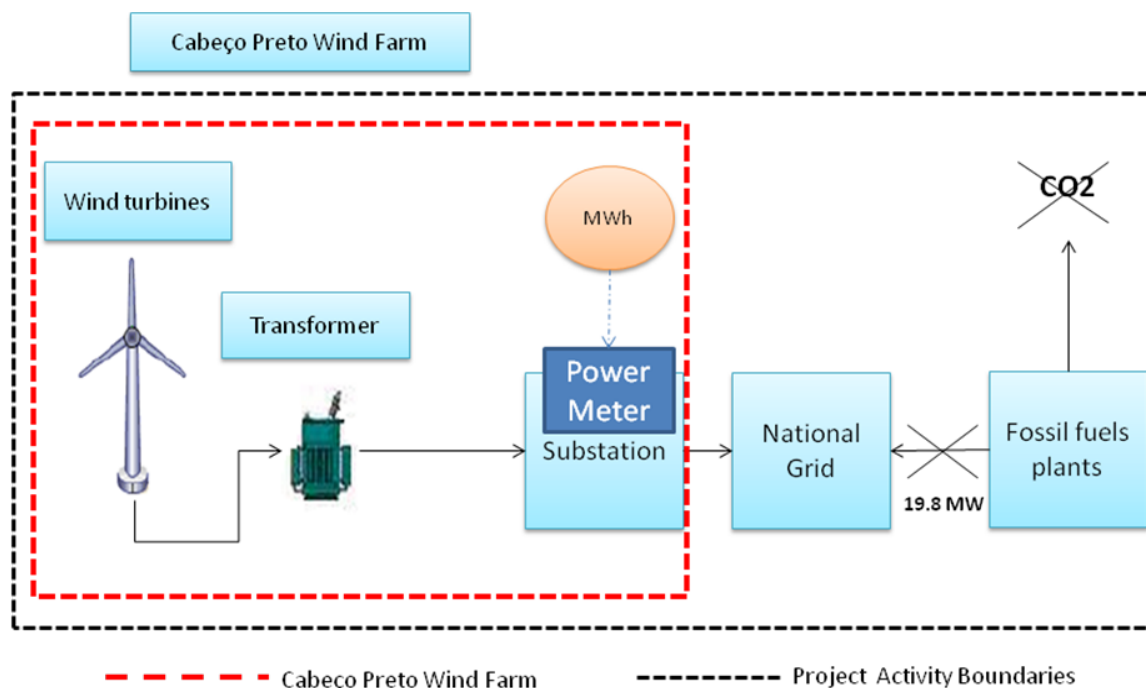 Cabeço Preto Wind Farm
Wind turbines
Transformer
MWh
Power
Meter
Substation
National
Grid
19.8 MW
CO2
Fossil fuels
plants
Cabeço Preto Wind Farm
Project Activity Boundaries